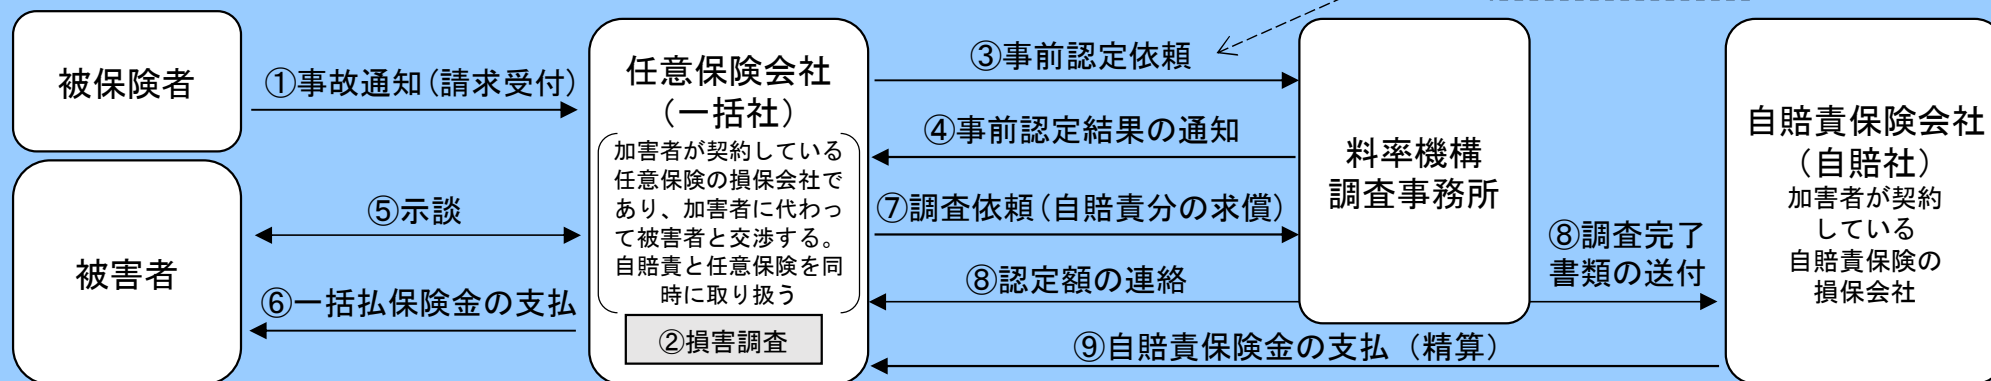 被保険者
①事故通知(請求受付)
被害者
⑤示談
⑥一括払保険金の支払
任意保険会社
(一括社)
加害者が契約している
任意保険の損保会社で
あり、加害者に代わっ
て被害者と交渉する。
自賠責と任意保険を同
時に取り扱う
②損害調査
③事前認定依頼
④事前認定結果の通知
⑦調査依頼(自賠責分の求償)
⑧認定額の連絡
⑨自賠責保険金の支払(精算)
料率機構
調査事務所
⑧調査完了
書類の送付
自賠責保険会社
(自賠社)
加害者が契約
している
自賠責保険の
損保会社